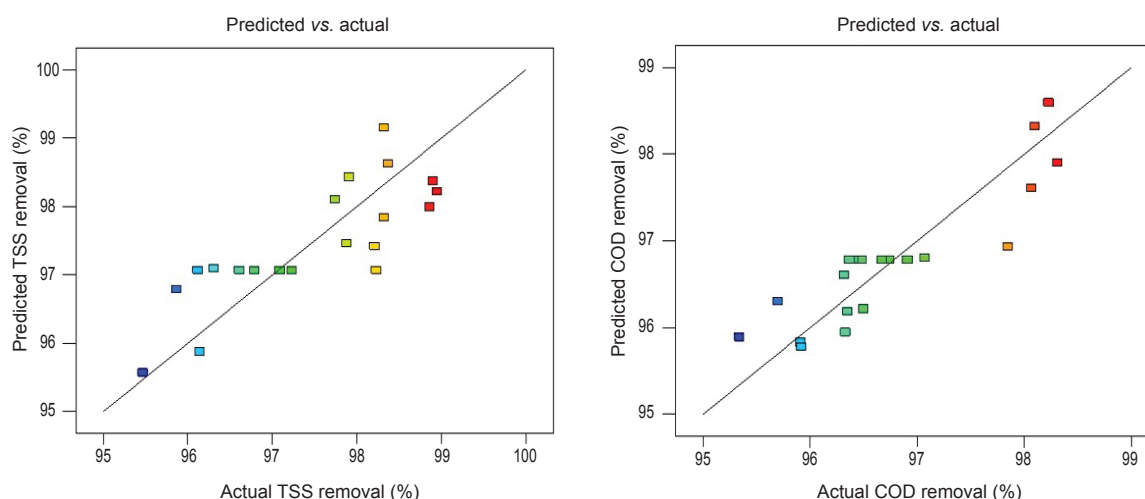 Predicted vs. actual
100
99
98
97
96
95
Predicted TSS removal (%)
95 96 97 98 99 100
Actual TSS removal (%)
Predicted vs. actual
99
98
97
96
95
Predicted COD removal (%)
95 96 97 98 99
Actual COD removal (%)